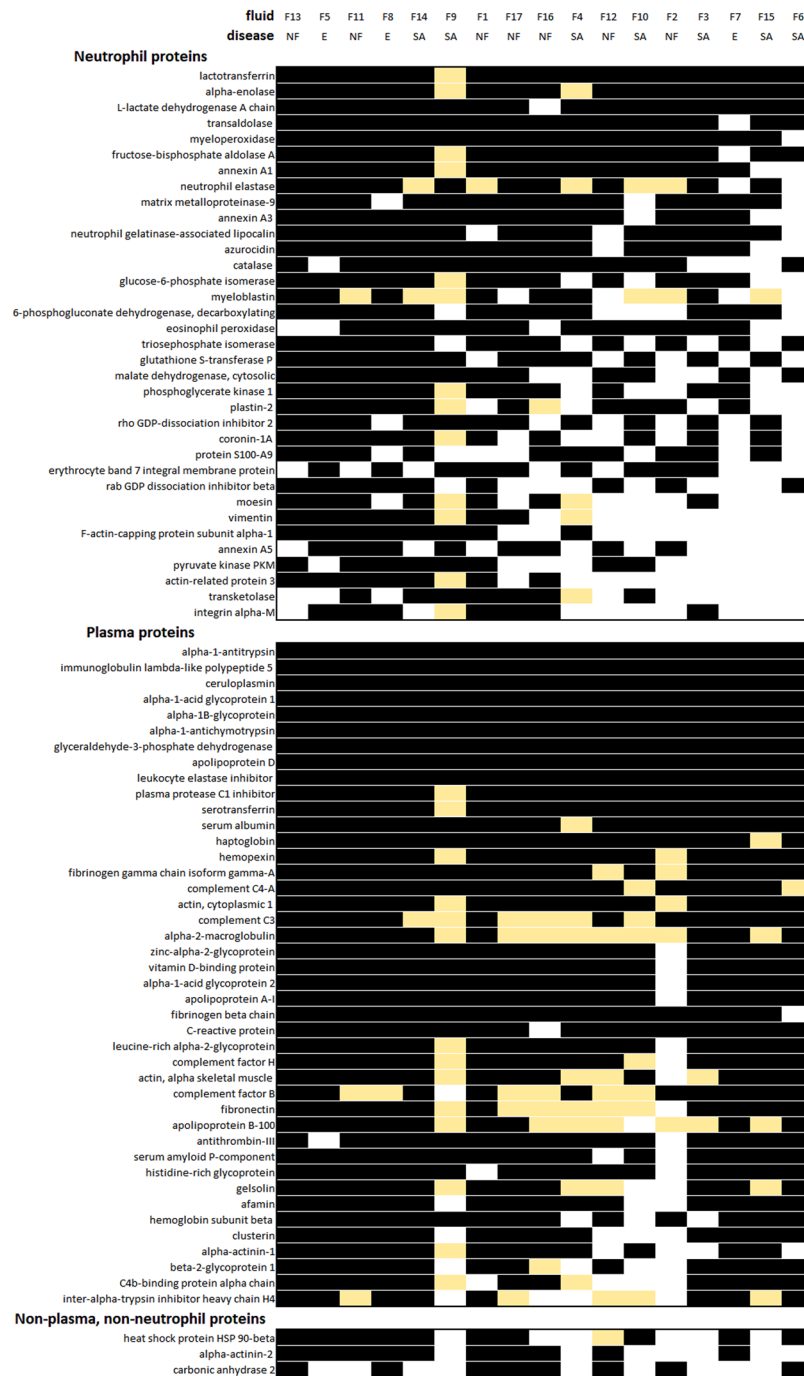 fluid F13 F5 F11 F8 F14 F9 F1 F17 F16 F4 F12 F10 F2 F3 F7 F15 F6
disease NF E NF E SA SA NF NF NF SA NF SA NF SA E SA SA
Neutrophil proteins
lactotransferrin
alpha-enolase
L-lactate dehydrogenase A chain
transaldolase
myeloperoxidase
fructose-bisphosphate aldolase A
annexin A1
neutrophil elastase
matrix metalloproteinase-9
annexin A3
neutrophil gelatinase-associated lipocalin
azurocidin
catalase
glucose-6-phosphate isomerase
myeloblastin
6-phosphogluconate dehydrogenase, decarboxylating
eosinophil peroxidase
triosephosphate isomerase
glutathione S-transferase P
malate dehydrogenase, cytosolic
phosphoglycerate kinase 1
plastin-2
rho GDP-dissociation inhibitor 2
coronin-1A
protein S100-A9
erythrocyte band 7 integral membrane protein
rab GDP dissociation inhibitor beta
moesin
vimentin
F-actin-capping protein subunit alpha-1
annexin A5
pyruvate kinase PKM
actin-related protein 3
transketolase
integrin alpha-M
Plasma proteins
alpha-1-antitrypsin
immunoglobulin lambda-like polypeptide 5
ceruloplasmin
alpha-1-acid glycoprotein 1
alpha-1B-glycoprotein
alpha-1-antichymotrypsin
glyceraldehyde-3-phosphate dehydrogenase
apolipoprotein D
leukocyte elastase inhibitor
plasma protease C1 inhibitor
serotransferrin
serum albumin
haptoglobin
hemopexin
fibrinogen gamma chain isoform gamma-A
complement C4-A
actin, cytoplasmic 1
complement C3
alpha-2-macroglobulin
zinc-alpha-2-glycoprotein
vitamin D-binding protein
alpha-1-acid glycoprotein 2
apolipoprotein A-I
fibrinogen beta chain
C-reactive protein
leucine-rich alpha-2-glycoprotein
complement factor H
actin, alpha skeletal muscle
complement factor B
fibronectin
apolipoprotein B-100
antithrombin-III
serum amyloid P-component
histidine-rich glycoprotein
gelsolin
afamin
hemoglobin subunit beta
clusterin
alpha-actinin-1
beta-2-glycoprotein 1
C4b-binding protein alpha chain
inter-alpha-trypsin inhibitor heavy chain H4
Non-plasma, non-neutrophil proteins
heat shock protein HSP 90-beta
alpha-actinin-2
carbonic anhydrase 2